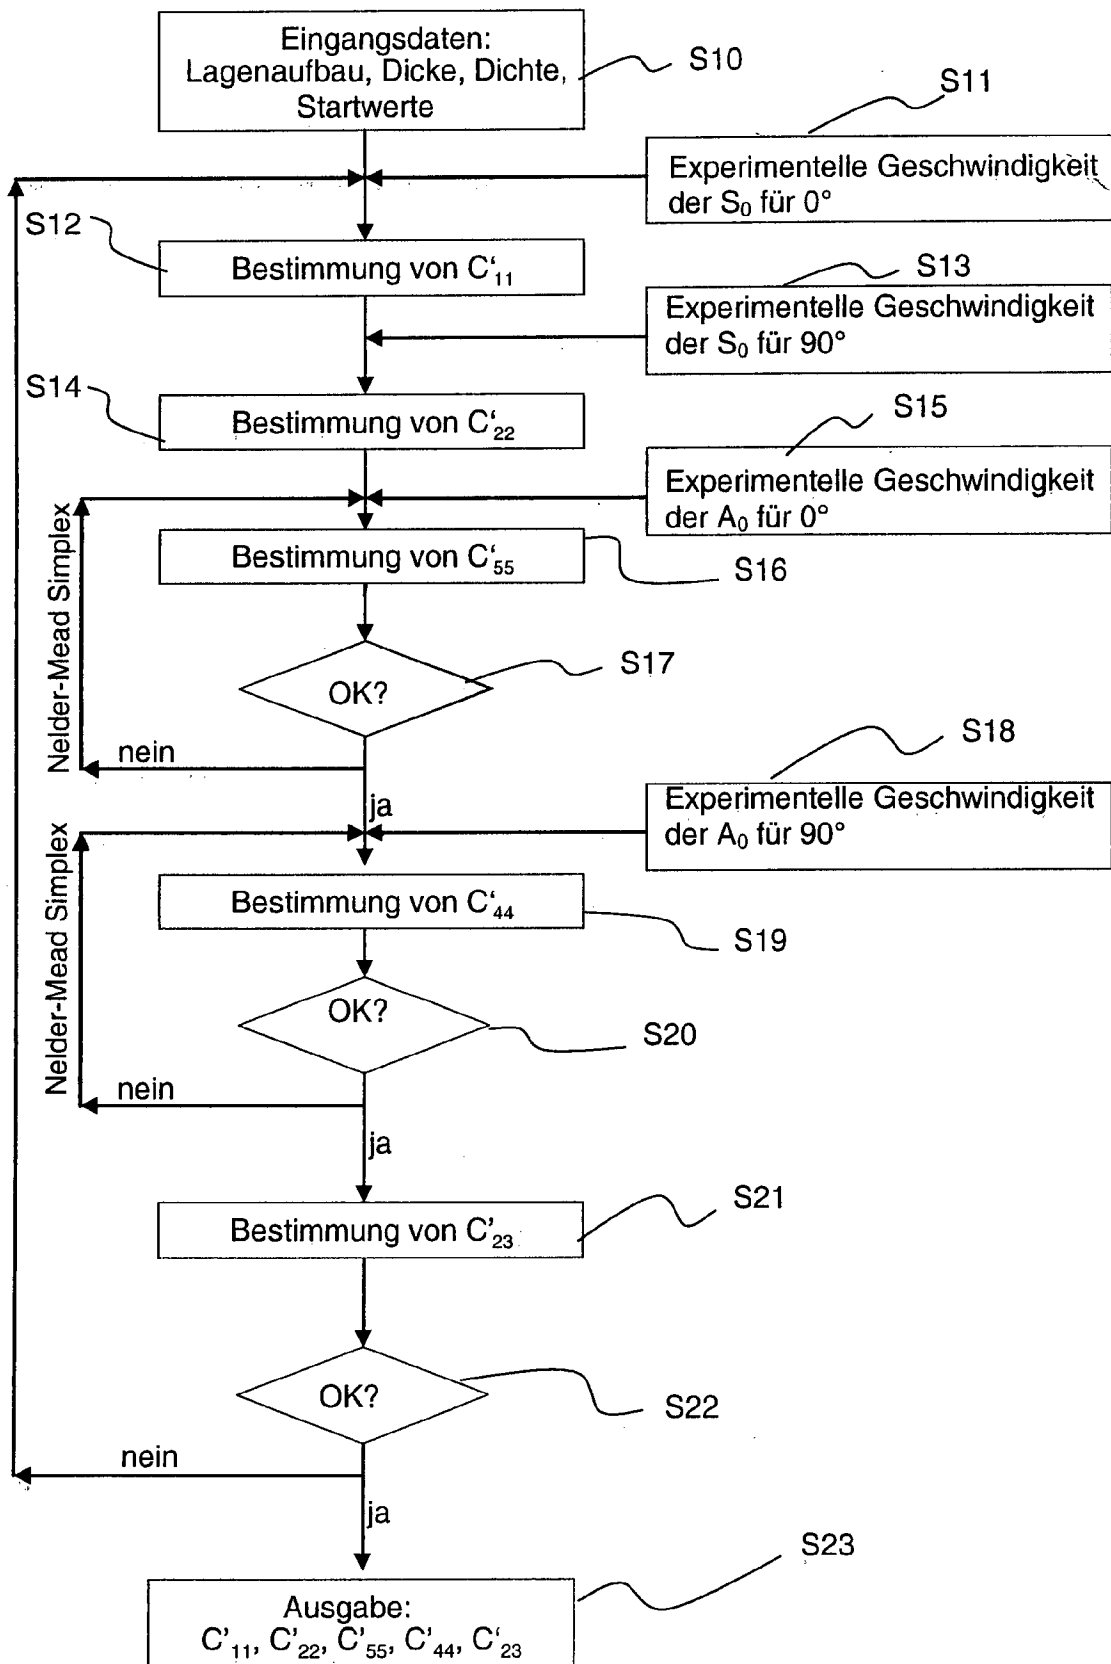 Eingangsdaten:
Lagenaufbau, Dicke, Dichte,
Startwerte
S10
S11
Experimentelle Geschwindigkeit
der S₀ für 0°
S12
Bestimmung von C'₁₁
S13
Experimentelle Geschwindigkeit
der S₀ für 90°
S14
Bestimmung von C'₂₂
S15
Experimentelle Geschwindigkeit
der A₀ für 0°
Bestimmung von C'₅₅
S16
Nelder-Mead Simplex
OK?
S17
nein
ja
S18
Experimentelle Geschwindigkeit
der A₀ für 90°
Bestimmung von C'₄₄
S19
Nelder-Mead Simplex
OK?
S20
nein
ja
S21
Bestimmung von C'₂₃
OK?
S22
nein
ja
S23
Ausgabe:
C'₁₁, C'₂₂, C'₅₅, C'₄₄, C'₂₃